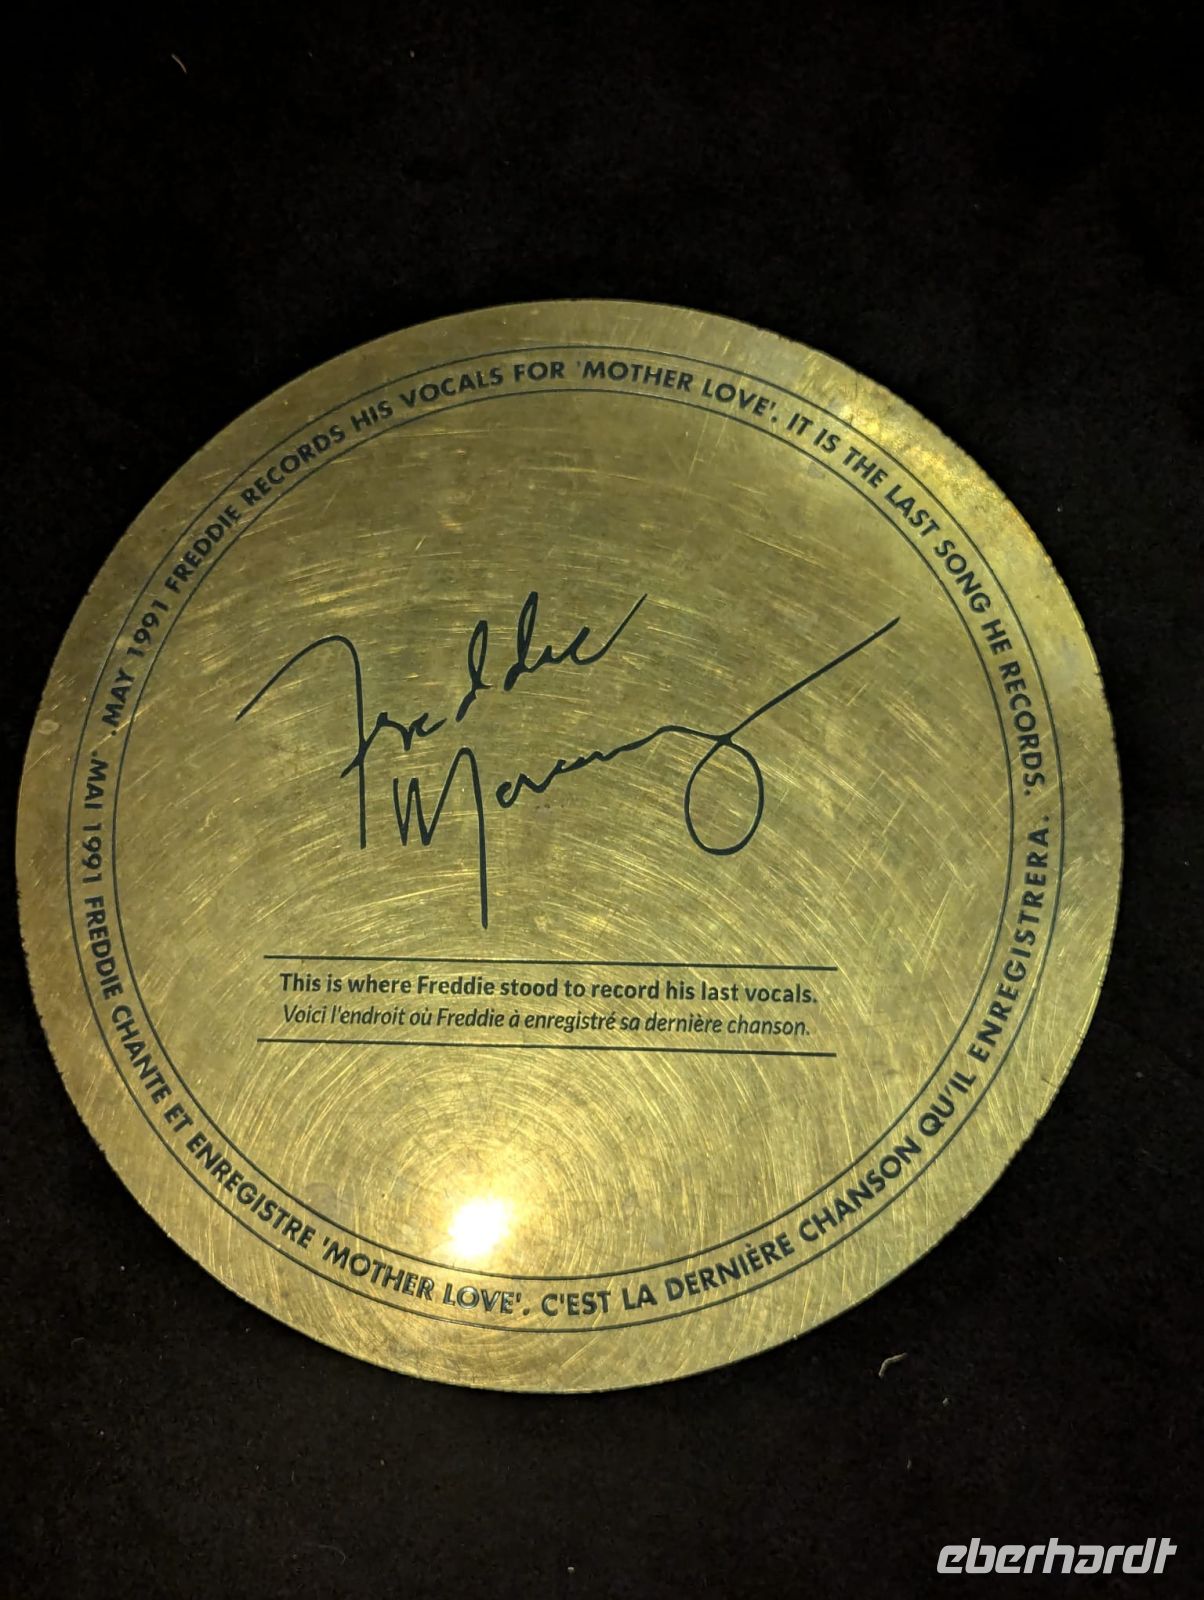 .MAY 1991 FREDDIE RECORDS HIS VOCALS FOR 'MOTHER LOVE'. IT IS THE LAST SONG HE RECORDS.
Freddie
Mercury
This is where Freddie stood to record his last vocals.
Voici l'endroit où Freddie à enregistré sa dernière chanson.
.MAI 1991 FREDDIE CHANTE ET ENREGISTRE 'MOTHER LOVE'. C'EST LA DERNIÈRE CHANSON QU'IL ENREGISTRERA.
eberhardt